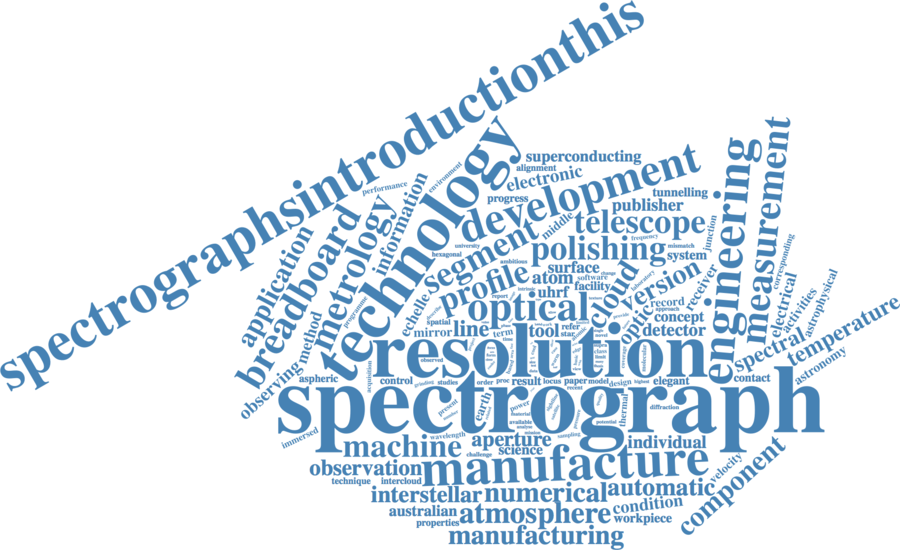 spectrographsintroductionthis
superconducting
alignment
electronic
progress
environment
performance
technology
development
tunnelling
publisher
information
metrology
breadboard
application
middle
telescope
frequency
junction
engineering
measurement
university
hexagonal
segment
polishing
mismatch
system
ambitious
surface
profile
atom
software
facility
cloud
version
receiver
laboratory
corresponding
electrical
activities
astrophysical
programme
method
observing
echelle
report
uhrf
optical
optic
record
approach
concept
detector
spatial
mirror
line
term
tool
refer
star
spectral
temperature
astronomy
contact
resolution
observed
aspheric
acquisition
control
grinding
studies
order
proc
result
locus
paper
model
design
highest
elegant
recent
spectrograph
present
earth
power
material
available
thermal
diffraction
potential
sampling
immersed
machine
wavelength
aperture
science
challenge
individual
observation
manufacture
technique
intercloud
velocity
component
interstellar
numerical
automatic
australian
atmosphere
condition
properties
workpiece
manufacturing